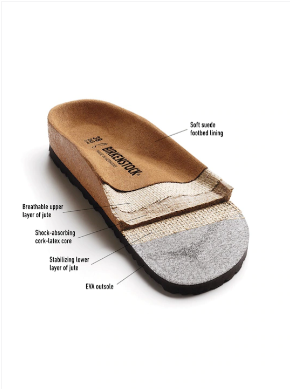 Soft suede
footbed lining
BIRKENSTOCK
Breathable upper
layer of jute
Shock-absorbing
cork-latex core
Stabilizing lower
layer of jute
EVA outsole